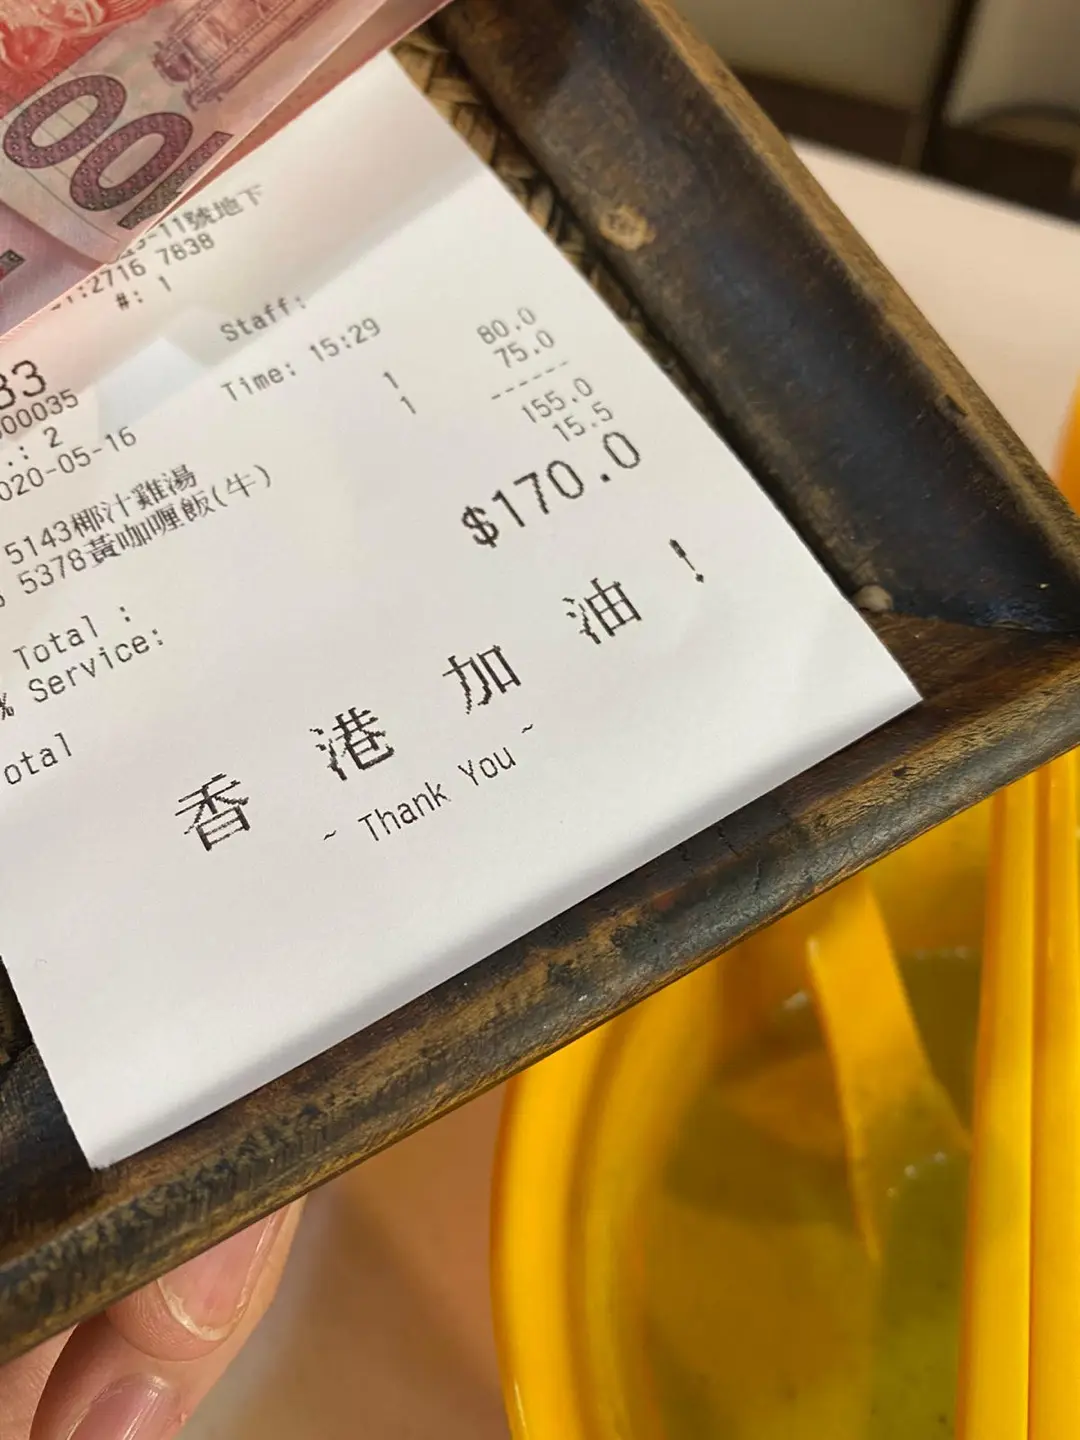 100
-11號地下
:2716 7838
#: 1
83
Staff:
00035
.: 2
020-05-16 Time: 15:29
5143椰汁雞湯 1 80.0
5378黃咖喱飯(牛) 1 75.0
------
Total : 155.0
% Service: 15.5
otal $170.0
香港加油!
~ Thank You ~